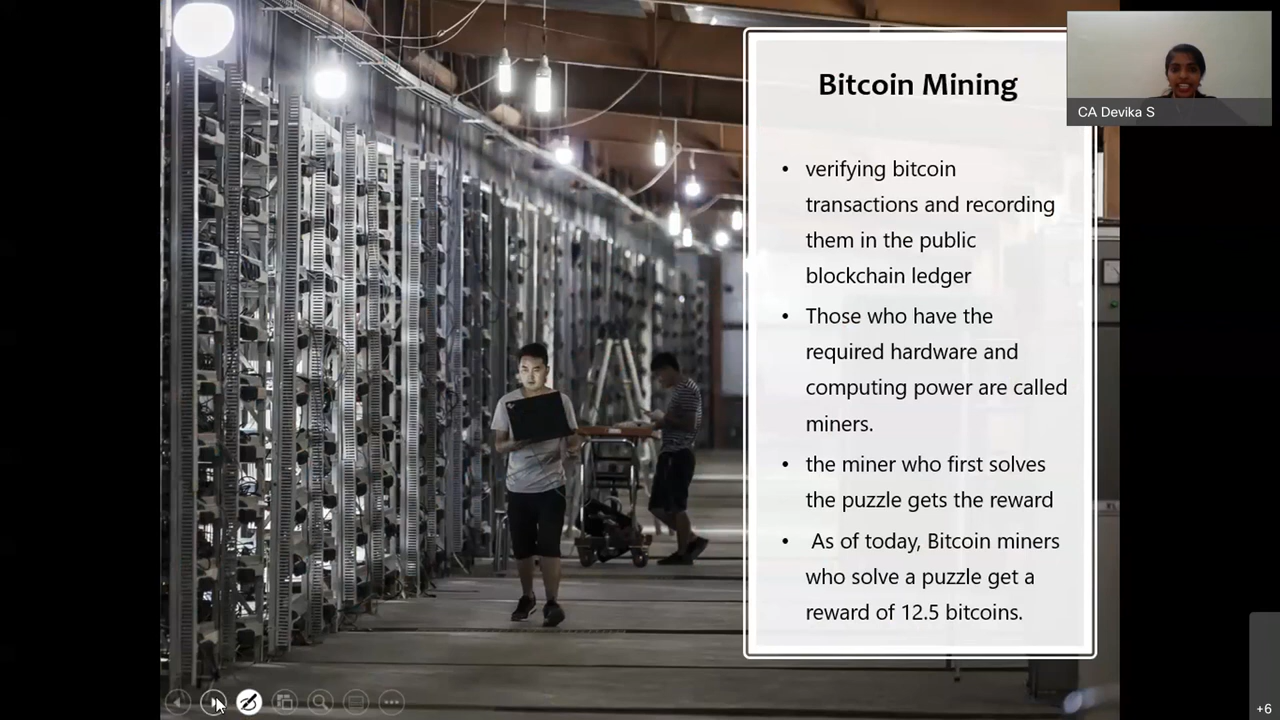 Bitcoin Mining
CA Devika S
• verifying bitcoin
transactions and recording
them in the public
blockchain ledger
• Those who have the
required hardware and
computing power are called
miners.
• the miner who first solves
the puzzle gets the reward
• As of today, Bitcoin miners
who solve a puzzle get a
reward of 12.5 bitcoins.
+6